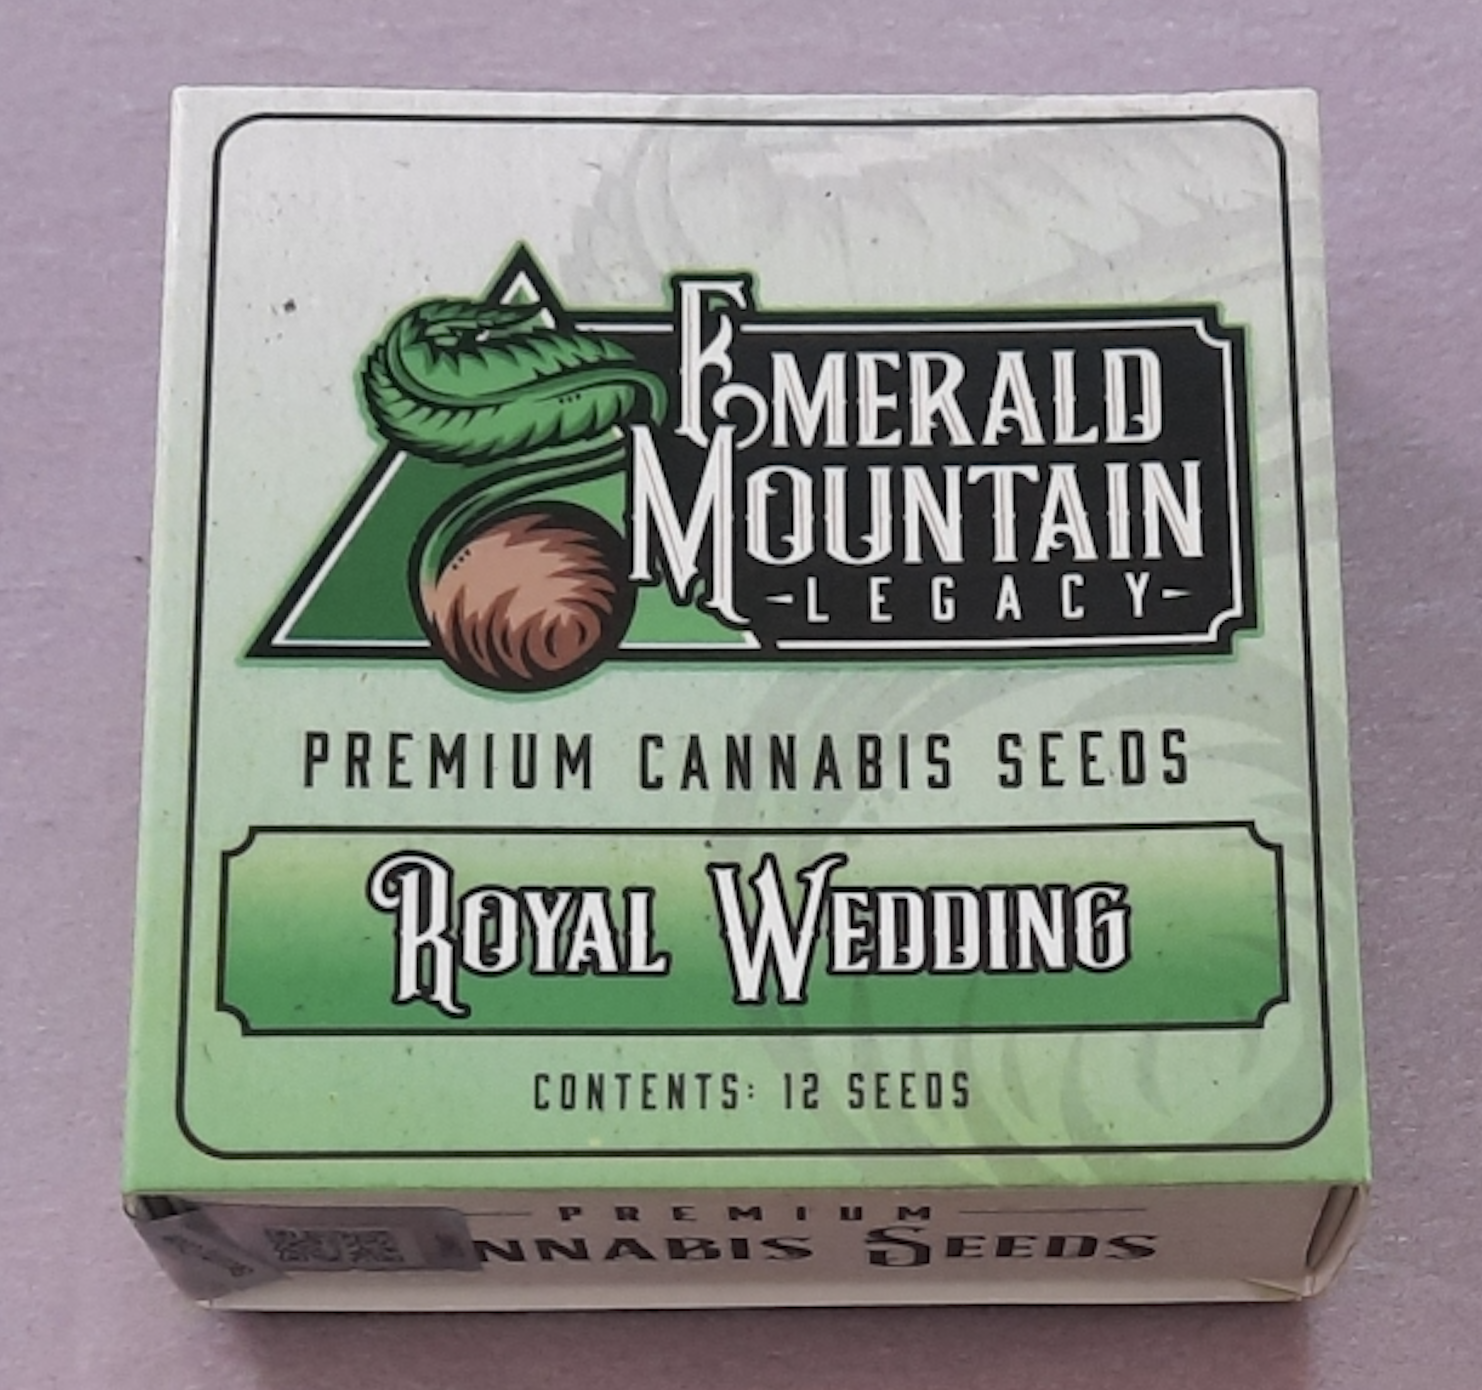 EMERALD
MOUNTAIN
-LEGACY-
PREMIUM CANNABIS SEEDS
ROYAL WEDDING
CONTENTS: 12 SEEDS
PREMIUM
NNABIS SEEDS